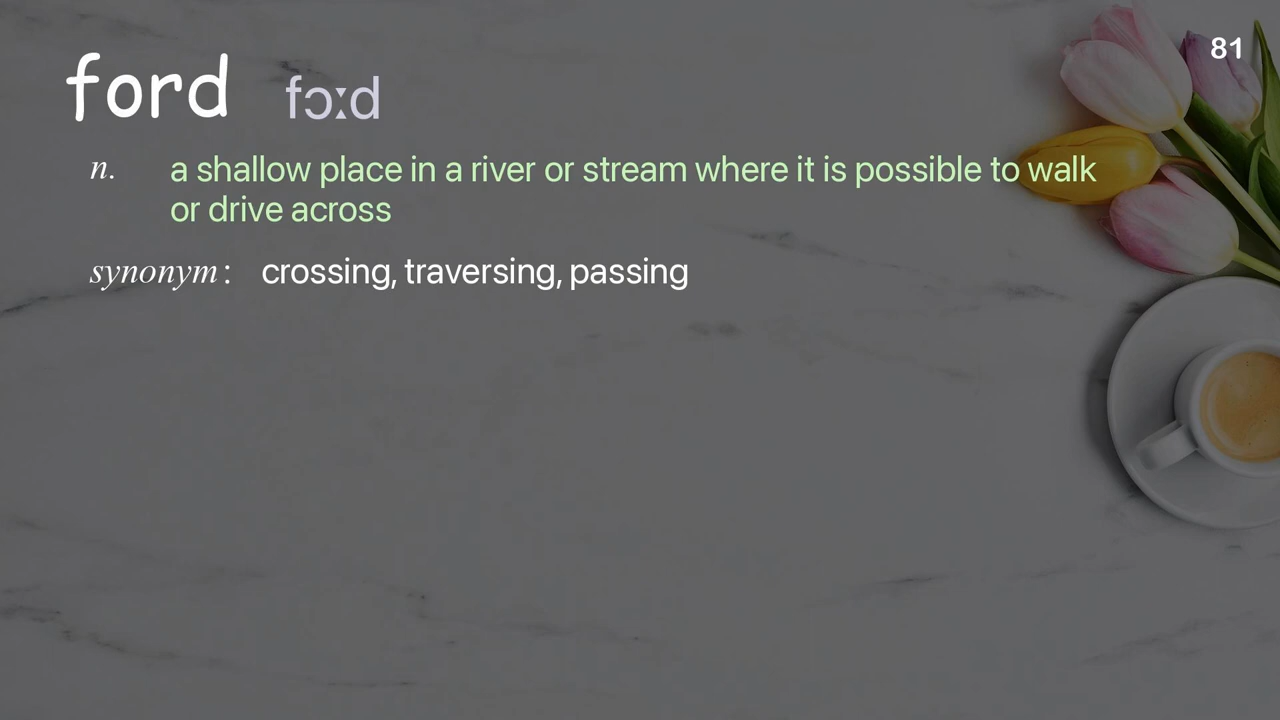 81
ford fɔːd
n. a shallow place in a river or stream where it is possible to walk
or drive across
synonym: crossing, traversing, passing